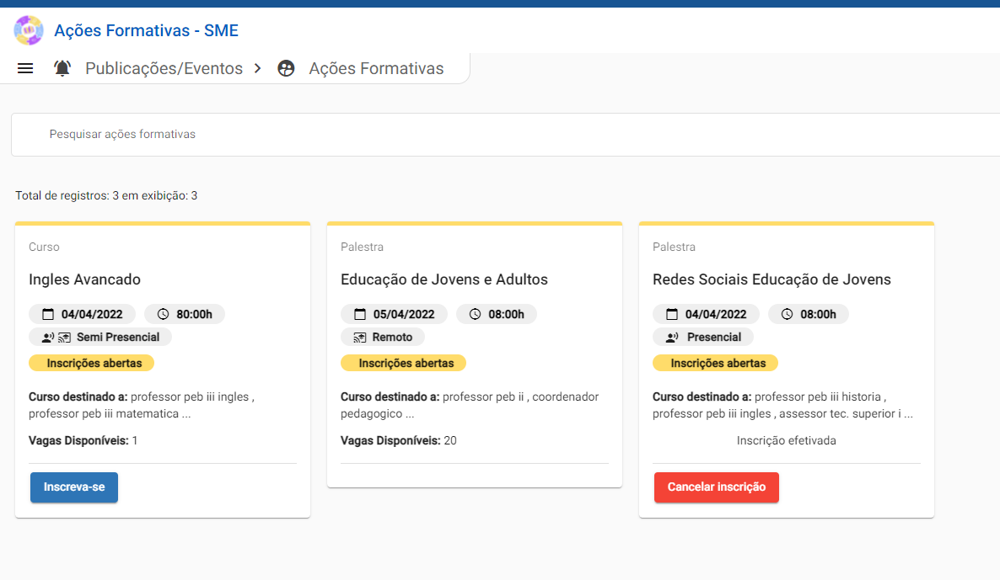 Ações Formativas - SME
Publicações/Eventos > Ações Formativas
Pesquisar ações formativas
Total de registros: 3 em exibição: 3
Curso
Ingles Avancado
04/04/2022 80:00h
Semi Presencial
Inscrições abertas
Curso destinado a: professor peb iii ingles ,
professor peb iii matematica ...
Vagas Disponíveis: 1
Inscreva-se
Palestra
Educação de Jovens e Adultos
05/04/2022 08:00h
Remoto
Inscrições abertas
Curso destinado a: professor peb ii , coordenador
pedagogico ...
Vagas Disponíveis: 20
Palestra
Redes Sociais Educação de Jovens
04/04/2022 08:00h
Presencial
Inscrições abertas
Curso destinado a: professor peb iii historia ,
professor peb iii ingles , assessor tec. superior i ...
Inscrição efetivada
Cancelar inscrição